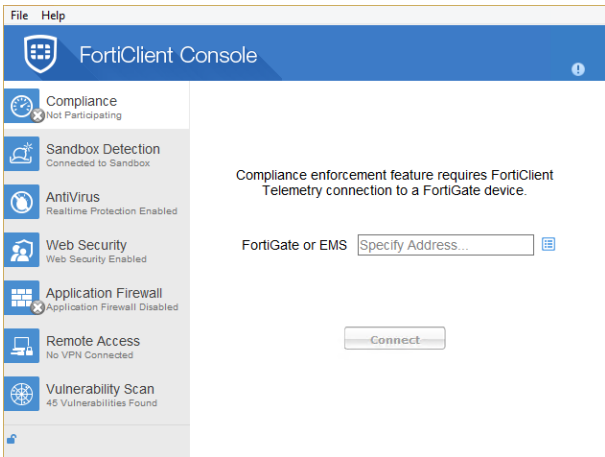 File Help
FortiClient Console
Compliance
Not Participating
Sandbox Detection
Connected to Sandbox
AntiVirus
Realtime Protection Enabled
Web Security
Web Security Enabled
Application Firewall
Application Firewall Disabled
Remote Access
No VPN Connected
Vulnerability Scan
45 Vulnerabilities Found
Compliance enforcement feature requires FortiClient
Telemetry connection to a FortiGate device.
FortiGate or EMS Specify Address...
Connect